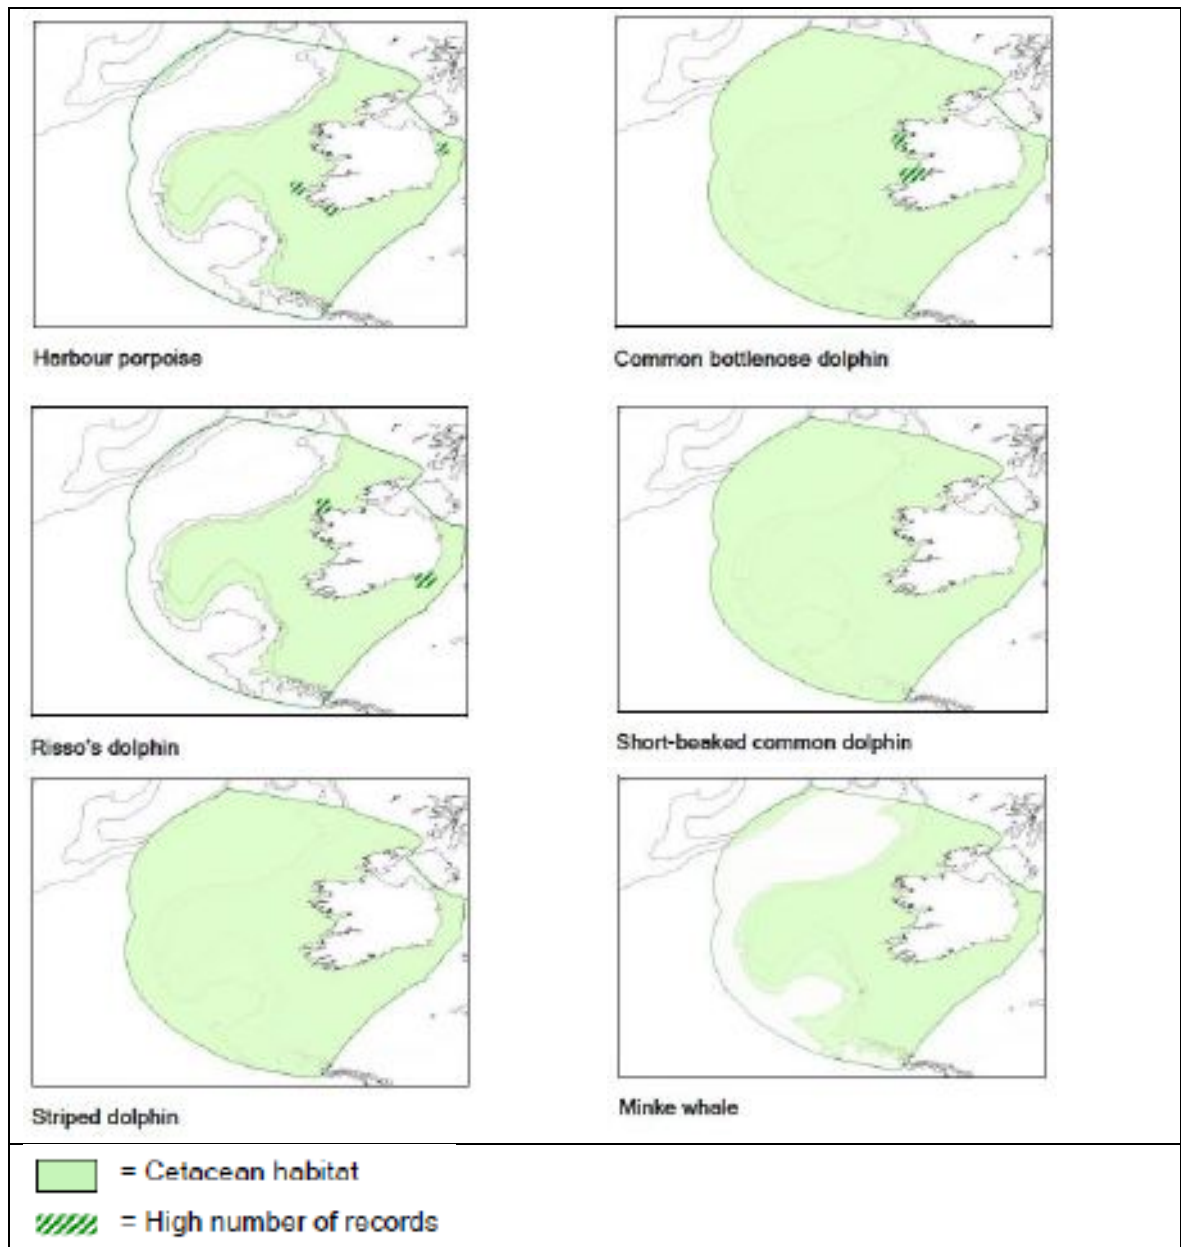 Harbour porpoise
Common bottlenose dolphin
Risso's dolphin
Short-beaked common dolphin
Striped dolphin
Minke whale
= Cetacean habitat
= High number of records